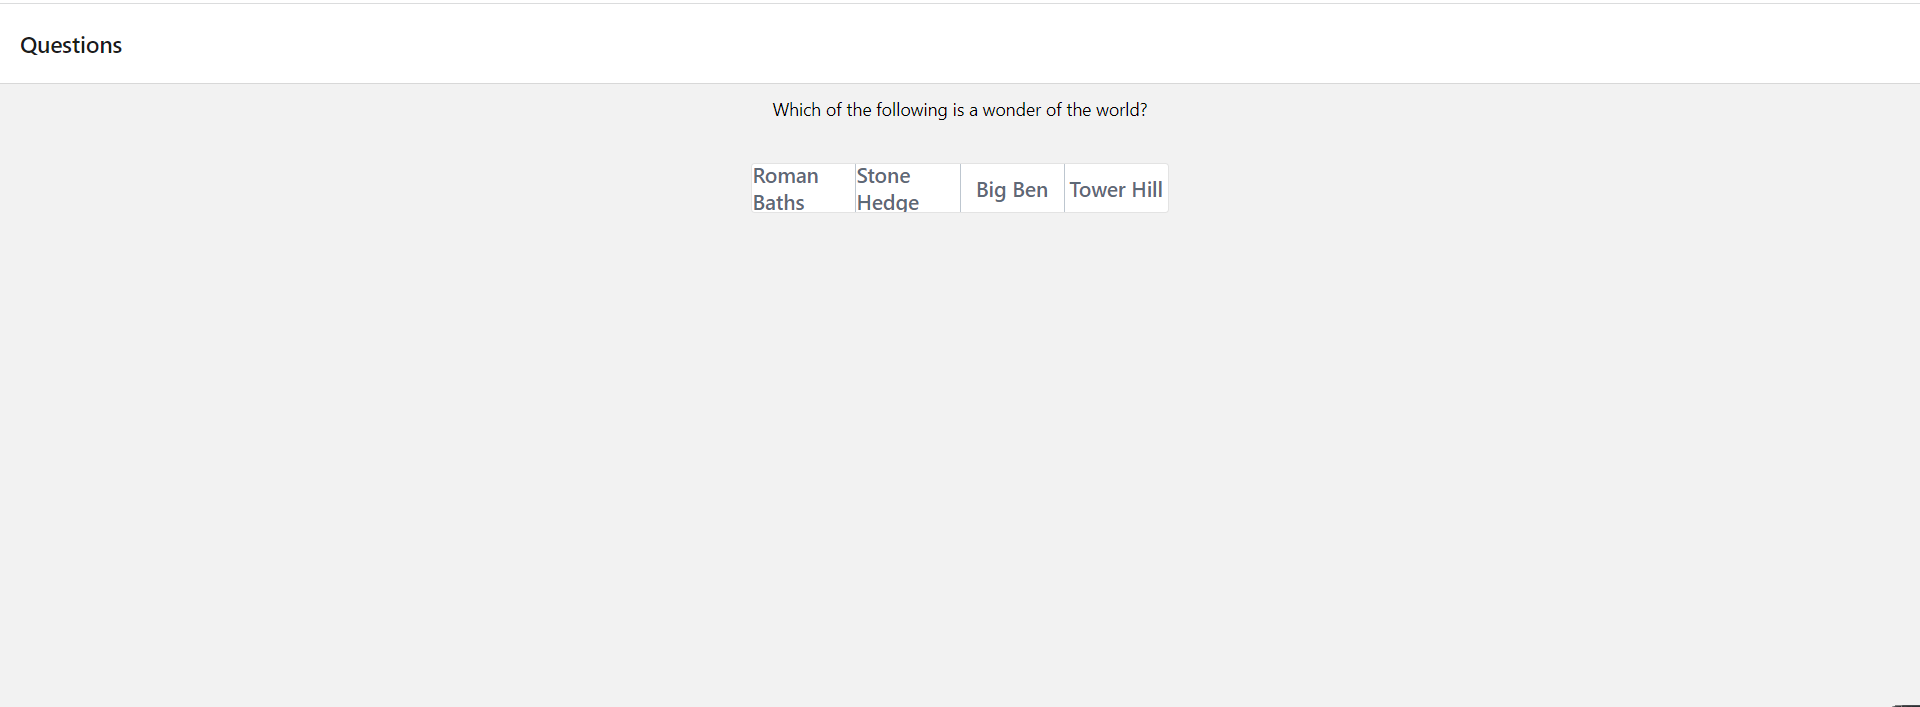 Questions
Which of the following is a wonder of the world?
Roman
Baths
Stone
Hedge
Big Ben
Tower Hill